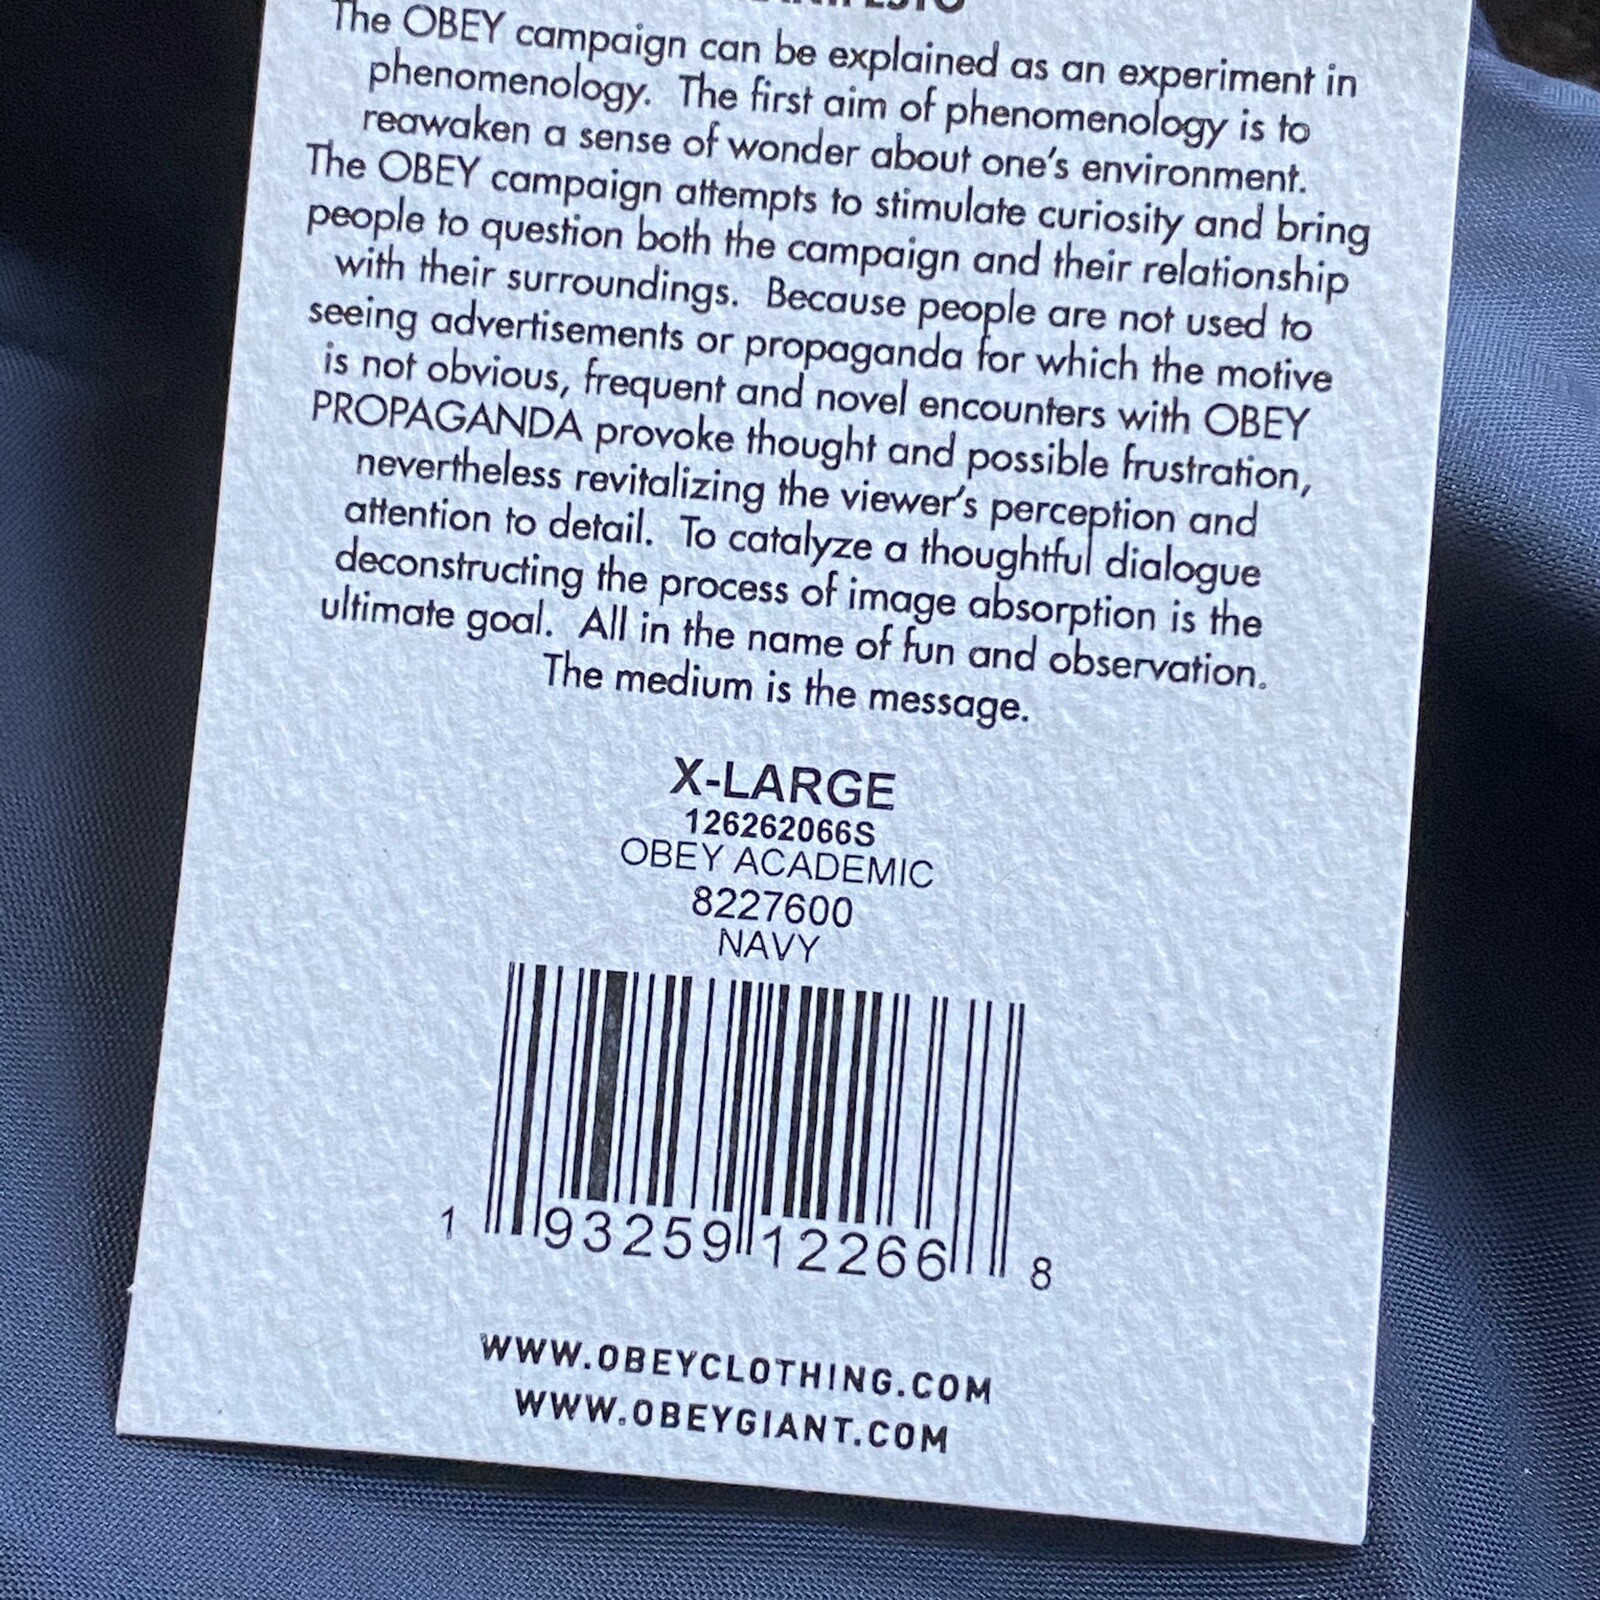 The OBEY campaign can be explained as an experiment in
phenomenology. The first aim of phenomenology is to
reawaken a sense of wonder about one's environment.
The OBEY campaign attempts to stimulate curiosity and bring
people to question both the campaign and their relationship
with their surroundings. Because people are not used to
seeing advertisements or propaganda for which the motive
is not obvious, frequent and novel encounters with OBEY
PROPAGANDA provoke thought and possible frustration,
nevertheless revitalizing the viewer's perception and
attention to detail. To catalyze a thoughtful dialogue
deconstructing the process of image absorption is the
ultimate goal. All in the name of fun and observation.
The medium is the message.
X-LARGE
126262066S
OBEY ACADEMIC
8227600
NAVY
1 93259 12266 8
WWW.OBEYCLOTHING.COM
WWW.OBEYGIANT.COM